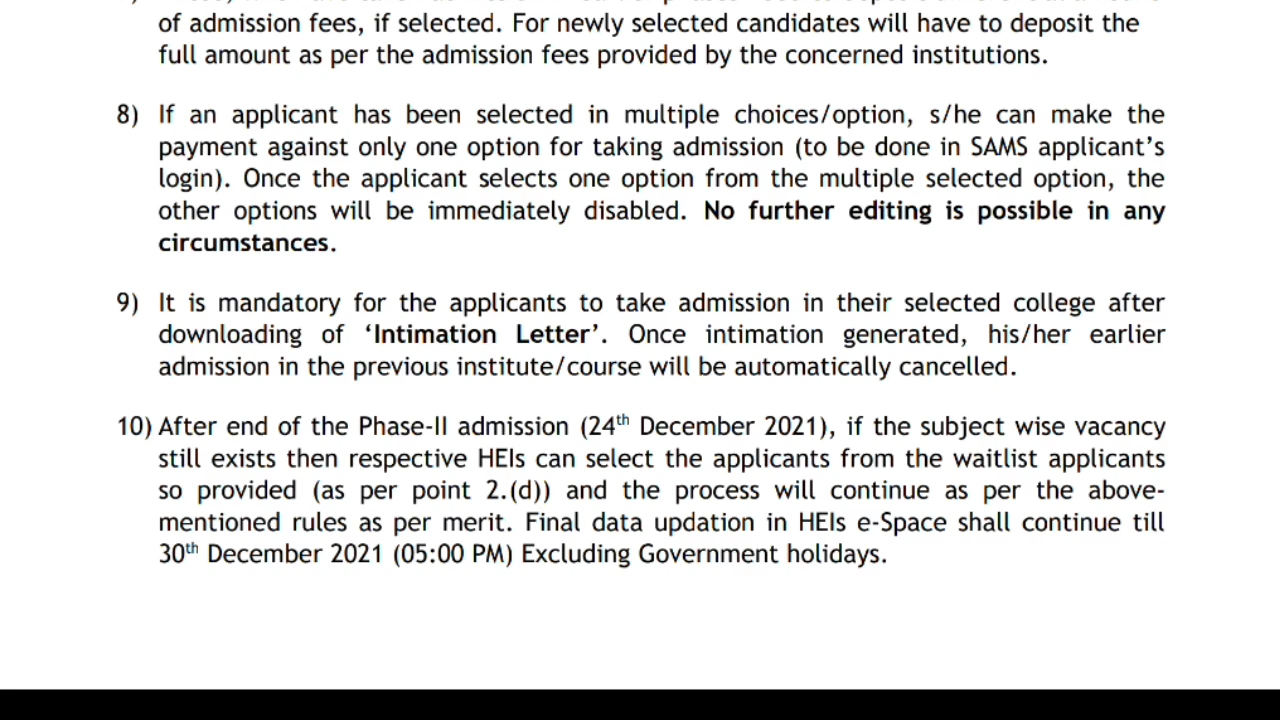 of admission fees, if selected. For newly selected candidates will have to deposit the
full amount as per the admission fees provided by the concerned institutions.
8) If an applicant has been selected in multiple choices/option, s/he can make the
payment against only one option for taking admission (to be done in SAMS applicant’s
login). Once the applicant selects one option from the multiple selected option, the
other options will be immediately disabled. No further editing is possible in any
circumstances.
9) It is mandatory for the applicants to take admission in their selected college after
downloading of ‘Intimation Letter’. Once intimation generated, his/her earlier
admission in the previous institute/course will be automatically cancelled.
10) After end of the Phase-II admission (24th December 2021), if the subject wise vacancy
still exists then respective HEIs can select the applicants from the waitlist applicants
so provided (as per point 2.(d)) and the process will continue as per the above-
mentioned rules as per merit. Final data updation in HEIs e-Space shall continue till
30th December 2021 (05:00 PM) Excluding Government holidays.